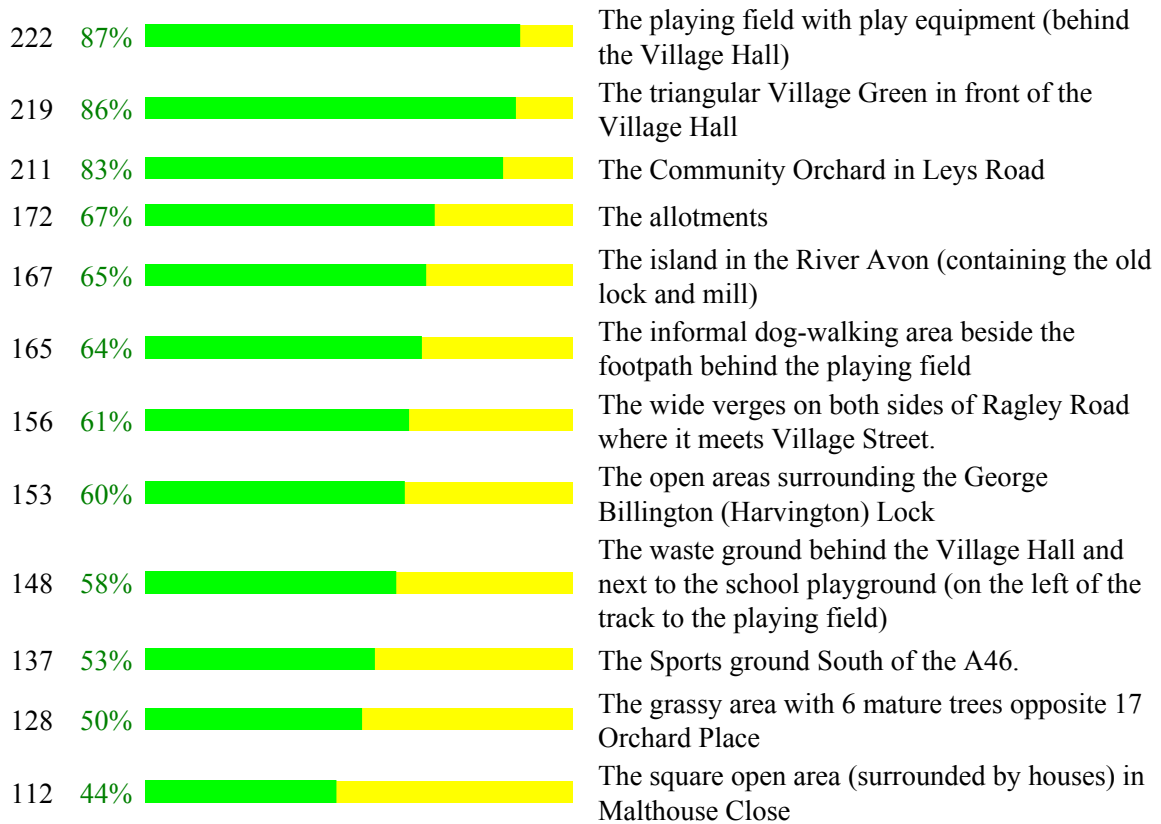 222 87% The playing field with play equipment (behind
the Village Hall)
219 86% The triangular Village Green in front of the
Village Hall
211 83% The Community Orchard in Leys Road
172 67% The allotments
167 65% The island in the River Avon (containing the old
lock and mill)
165 64% The informal dog-walking area beside the
footpath behind the playing field
156 61% The wide verges on both sides of Ragley Road
where it meets Village Street.
153 60% The open areas surrounding the George
Billington (Harvington) Lock
148 58% The waste ground behind the Village Hall and
next to the school playground (on the left of the
track to the playing field)
137 53% The Sports ground South of the A46.
128 50% The grassy area with 6 mature trees opposite 17
Orchard Place
112 44% The square open area (surrounded by houses) in
Malthouse Close